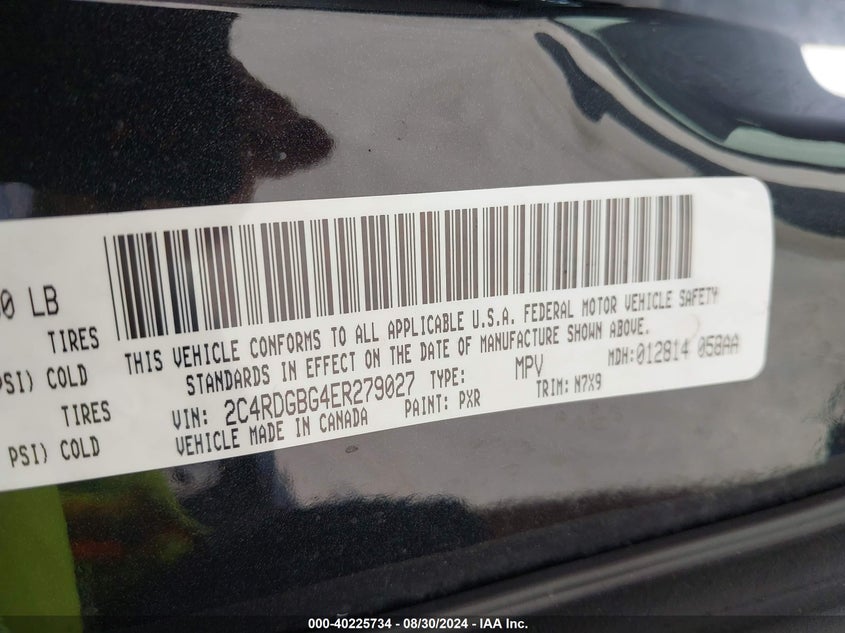 0 LB
TIRES
PSI) COLD
PSI) COLD
THIS VEHICLE CONFORMS TO ALL APPLICABLE U.S.A. FEDERAL MOTOR VEHICLE SAFETY
STANDARDS IN EFFECT ON THE DATE OF MANUFACTURE SHOWN ABOVE.
VIN: 2C4RDGBG4ER279027 TYPE: MPV MDH:012814 058AA
VEHICLE MADE IN CANADA PAINT: PXR TRIM: N7X9
000-40225734 — 08/30/2024 — IAA Inc.